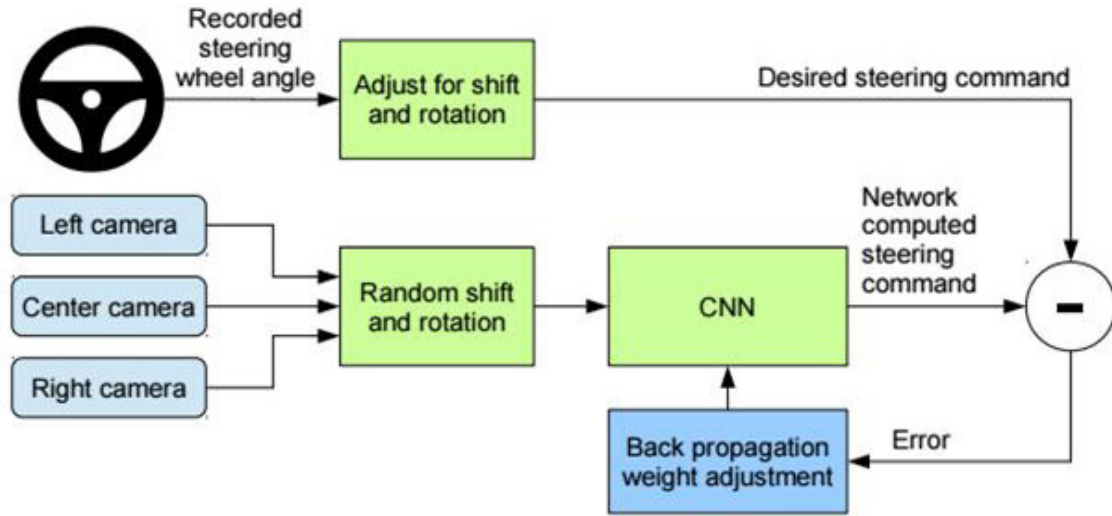 Recorded
steering
wheel angle
Adjust for shift
and rotation
Desired steering command
Left camera
Center camera
Right camera
Random shift
and rotation
CNN
Network
computed
steering
command
-
Back propagation
weight adjustment
Error